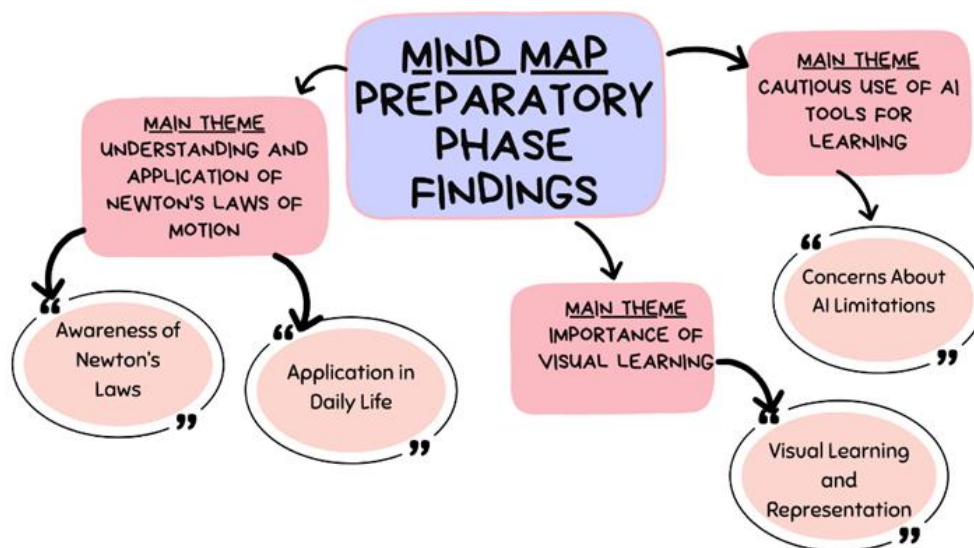 MIND MAP
PREPARATORY
PHASE
FINDINGS
MAIN THEME
UNDERSTANDING AND
APPLICATION OF
NEWTON'S LAWS OF
MOTION
“
Awareness of
Newton's
Laws
”
“
Application in
Daily Life
”
MAIN THEME
IMPORTANCE OF
VISUAL LEARNING
“
Visual Learning
and
Representation
”
MAIN THEME
CAUTIOUS USE OF AI
TOOLS FOR
LEARNING
“
Concerns About
AI Limitations
”